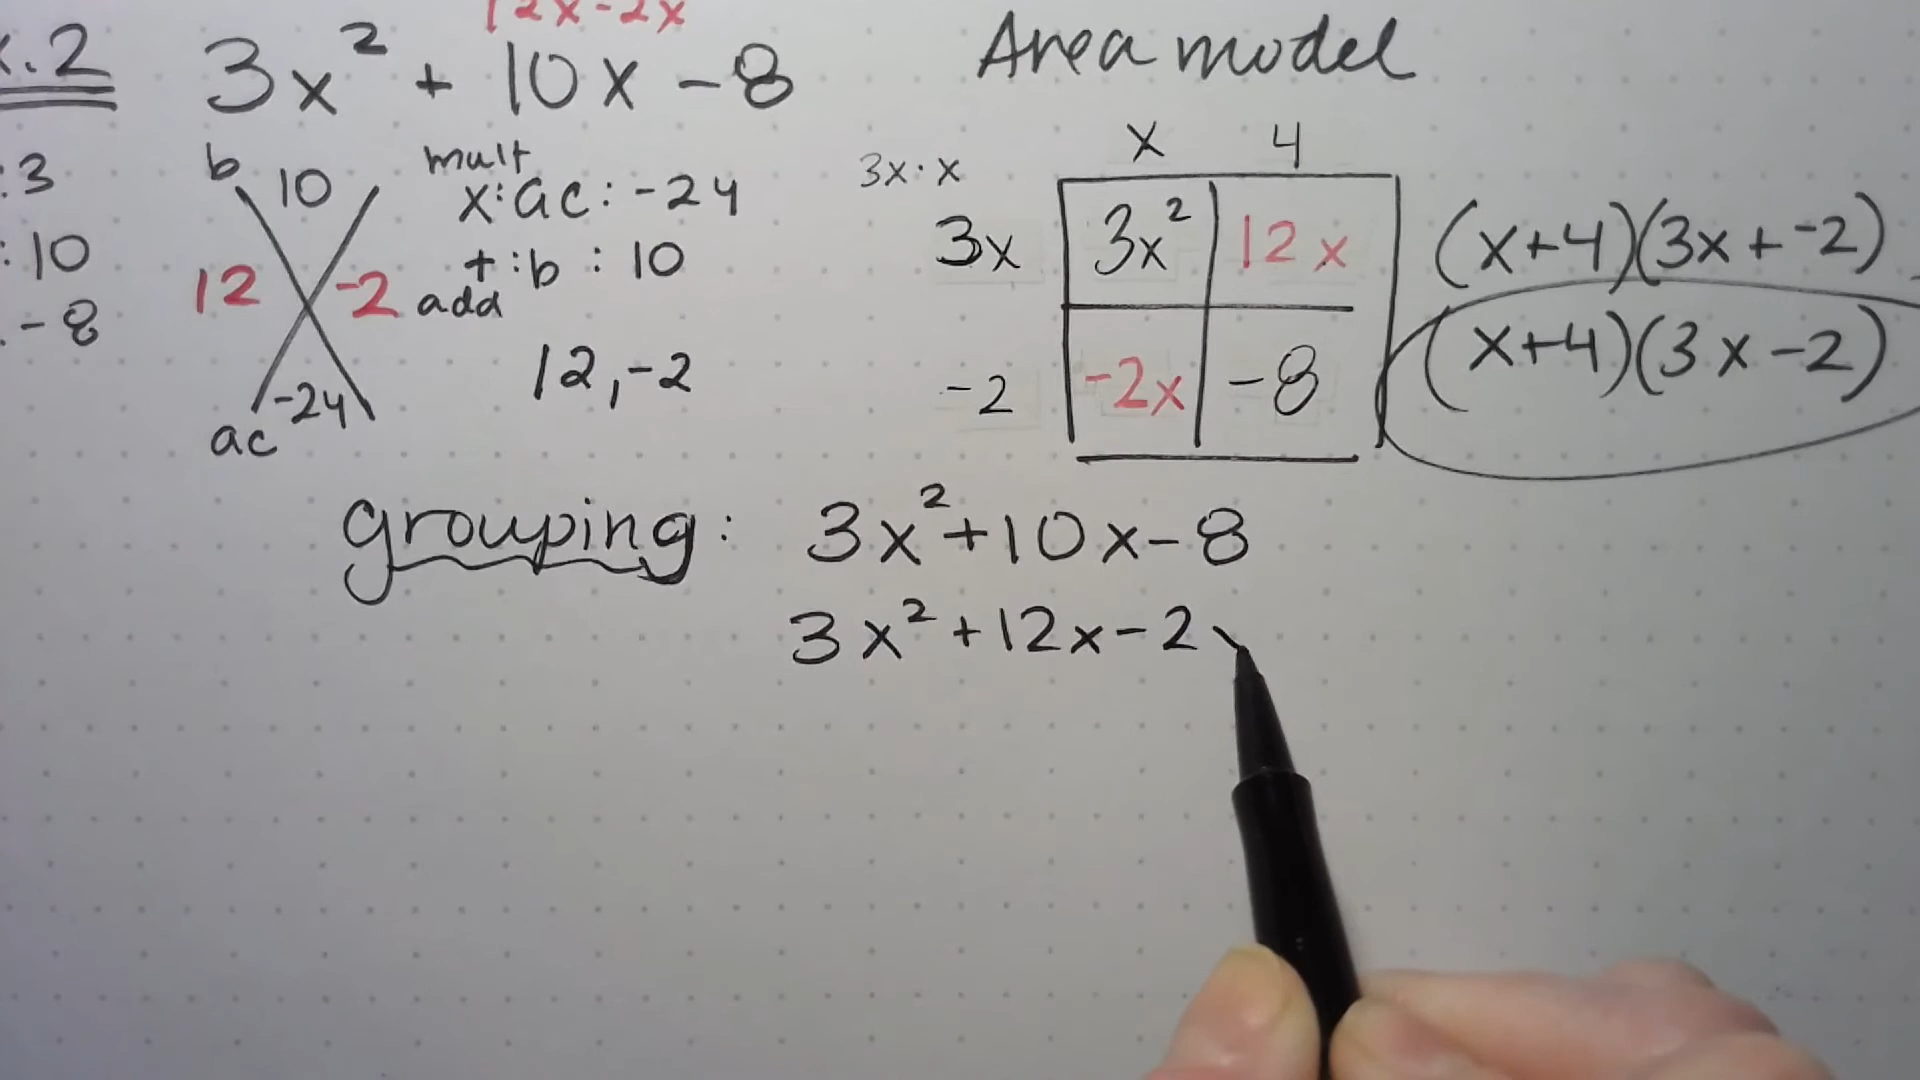 12x-2x
x.2 3x² + 10x - 8
: 3
: 10
. - 8
b 10
12 -2
ac -24
mult
x: ac: -24
+: b: 10
add
12, -2
Area model
3x · x
x 4
3x 3x² 12x
-2 -2x -8
(x+4)(3x + -2)
(x+4)(3x - 2)
grouping: 3x²+10x-8
3x²+12x-2